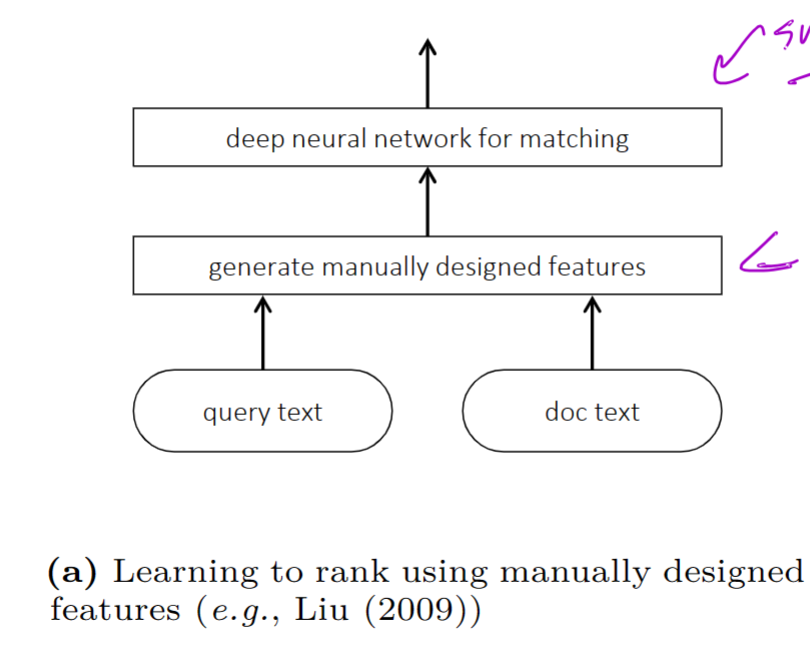 deep neural network for matching
generate manually designed features
query text
doc text
(a) Learning to rank using manually designed
features (e.g., Liu (2009))